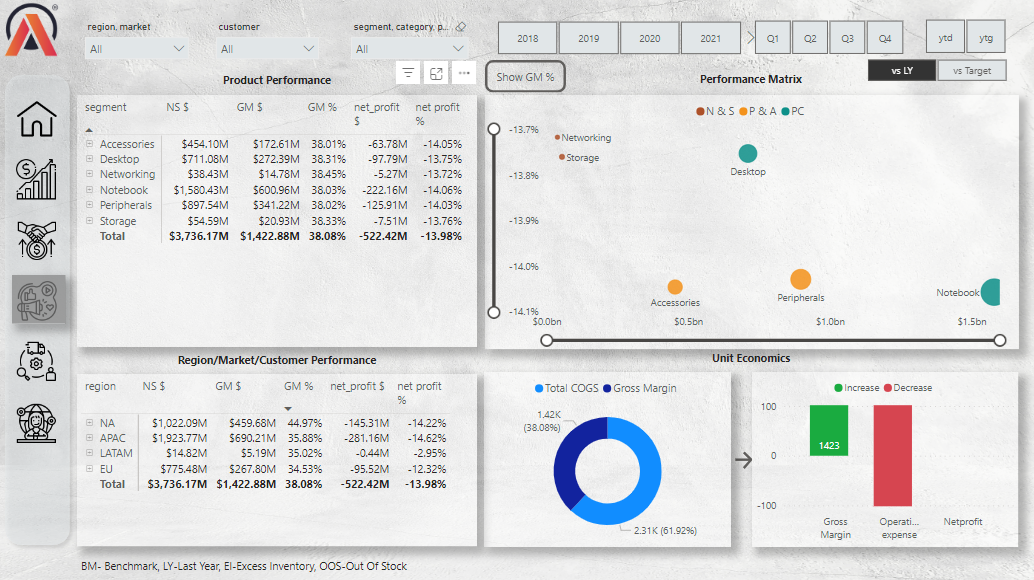 region, market
customer
segment, category, p...
All
All
All
2018
2019
2020
2021
Q1
Q2
Q3
Q4
ytd
ytg
vs LY
vs Target
Show GM %
Product Performance
segment NS $ GM $ GM % net_profit $ net profit %
Accessories $454.10M $172.61M 38.01% -63.78M -14.05%
Desktop $711.08M $272.39M 38.31% -97.79M -13.75%
Networking $38.43M $14.78M 38.45% -5.27M -13.72%
Notebook $1,580.43M $600.96M 38.03% -222.16M -14.06%
Peripherals $897.54M $341.22M 38.02% -125.91M -14.03%
Storage $54.59M $20.93M 38.33% -7.51M -13.76%
Total $3,736.17M $1,422.88M 38.08% -522.42M -13.98%
Performance Matrix
N & S P & A PC
-13.7%
-13.8%
-13.9%
-14.0%
-14.1%
Networking
Storage
Desktop
Accessories
Peripherals
Notebook
$0.0bn $0.5bn $1.0bn $1.5bn
Region/Market/Customer Performance
region NS $ GM $ GM % net_profit $ net profit %
NA $1,022.09M $459.68M 44.97% -145.31M -14.22%
APAC $1,923.77M $690.21M 35.88% -281.16M -14.62%
LATAM $14.82M $5.19M 35.02% -0.44M -2.95%
EU $775.48M $267.80M 34.53% -95.52M -12.32%
Total $3,736.17M $1,422.88M 38.08% -522.42M -13.98%
Unit Economics
Total COGS Gross Margin
1.42K
(38.08%)
2.31K (61.92%)
Increase Decrease
100
0
-100
1423
Gross
Margin
Operati...
expense
Netprofit
BM- Benchmark, LY-Last Year, EI-Excess Inventory, OOS-Out Of Stock